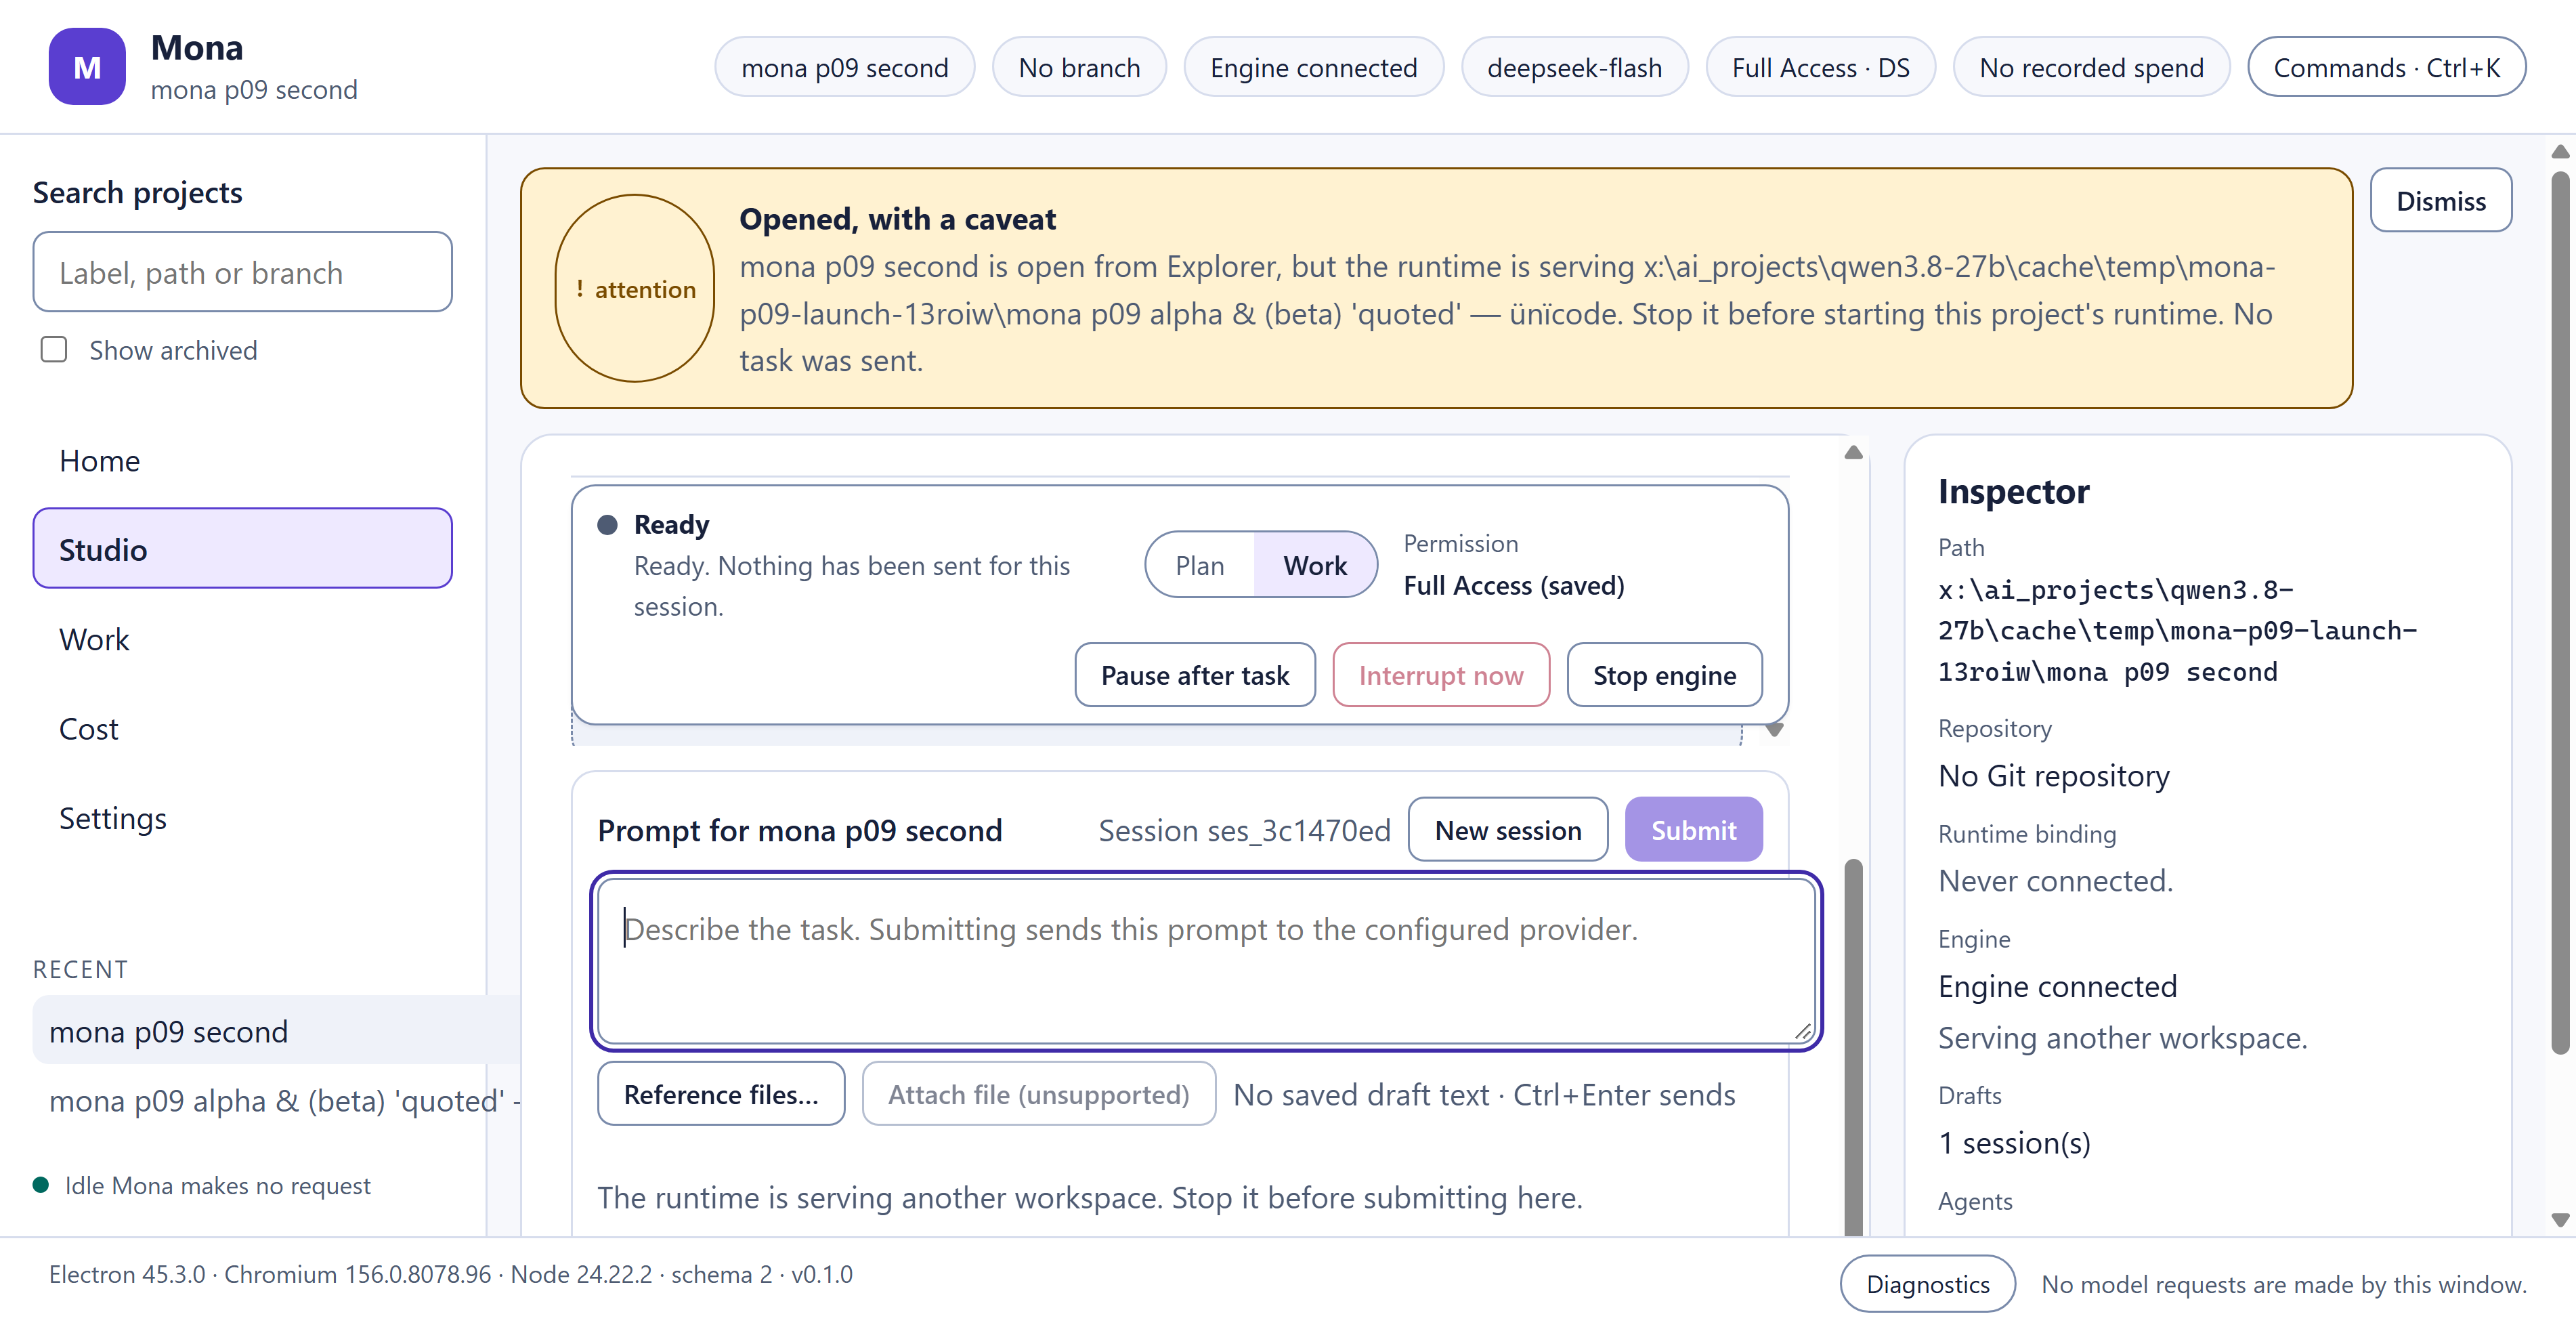 M
Mona
mona p09 second
mona p09 second
No branch
Engine connected
deepseek-flash
Full Access · DS
No recorded spend
Commands · Ctrl+K
Search projects
Label, path or branch
Show archived
Home
Studio
Work
Cost
Settings
RECENT
mona p09 second
mona p09 alpha & (beta) 'quoted' -
Idle Mona makes no request
! attention
Opened, with a caveat
mona p09 second is open from Explorer, but the runtime is serving x:\ai_projects\qwen3.8-27b\cache\temp\mona-
p09-launch-13roiw\mona p09 alpha & (beta) 'quoted' — ünïcode. Stop it before starting this project's runtime. No
task was sent.
Dismiss
Ready
Ready. Nothing has been sent for this
session.
Plan
Work
Permission
Full Access (saved)
Pause after task
Interrupt now
Stop engine
Prompt for mona p09 second
Session ses_3c1470ed
New session
Submit
Describe the task. Submitting sends this prompt to the configured provider.
Reference files...
Attach file (unsupported)
No saved draft text · Ctrl+Enter sends
The runtime is serving another workspace. Stop it before submitting here.
Inspector
Path
x:\ai_projects\qwen3.8-
27b\cache\temp\mona-p09-launch-
13roiw\mona p09 second
Repository
No Git repository
Runtime binding
Never connected.
Engine
Engine connected
Serving another workspace.
Drafts
1 session(s)
Agents
Electron 45.3.0 · Chromium 156.0.8078.96 · Node 24.22.2 · schema 2 · v0.1.0
Diagnostics
No model requests are made by this window.